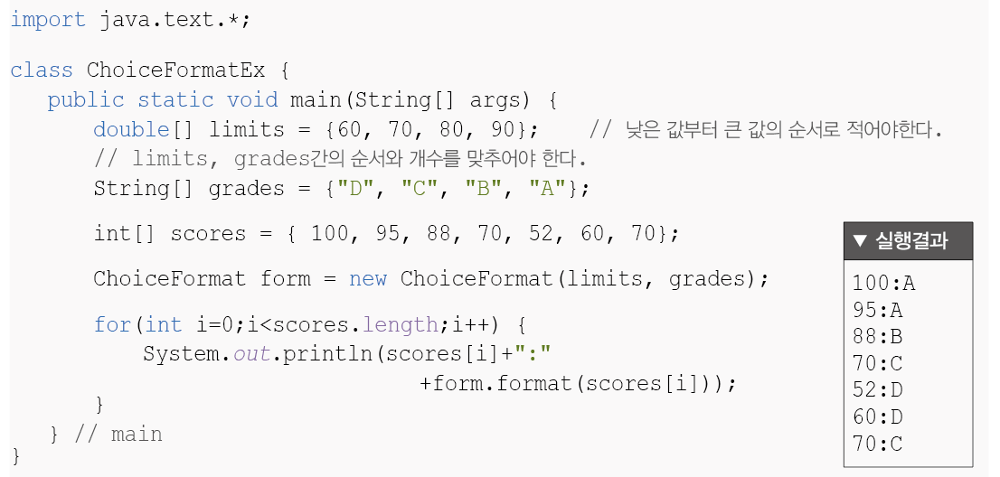 import java.text.*;
class ChoiceFormatEx {
public static void main(String[] args) {
double[] limits = {60, 70, 80, 90}; // 낮은 값부터 큰 값의 순서로 적어야한다.
// limits, grades간의 순서와 개수를 맞추어야 한다.
String[] grades = {"D", "C", "B", "A"};
int[] scores = { 100, 95, 88, 70, 52, 60, 70};
ChoiceFormat form = new ChoiceFormat(limits, grades);
for(int i=0;i<scores.length;i++) {
System.out.println(scores[i]+":"
+form.format(scores[i]));
}
} // main
}
▼ 실행결과
100:A
95:A
88:B
70:C
52:D
60:D
70:C